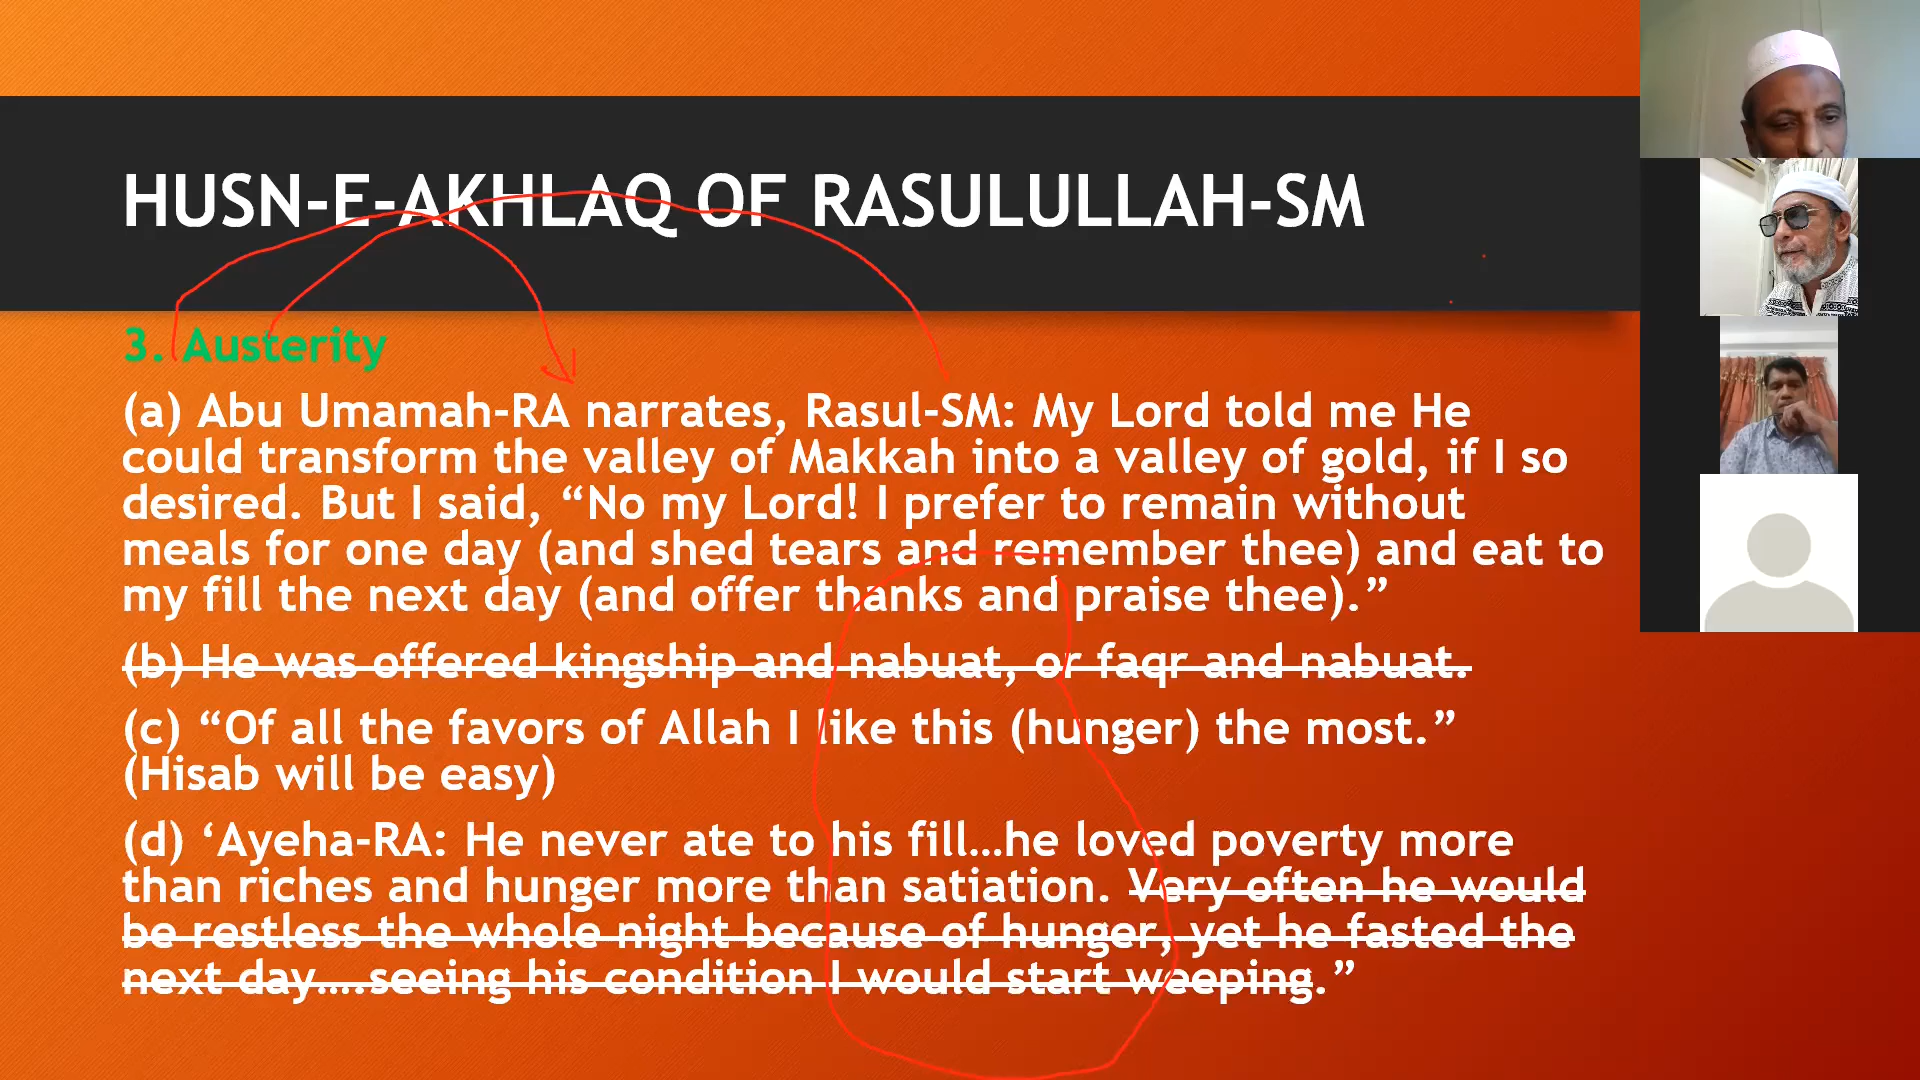 HUSN-E-AKHLAQ OF RASULULLAH-SM
3. Austerity
(a) Abu Umamah-RA narrates, Rasul-SM: My Lord told me He
could transform the valley of Makkah into a valley of gold, if I so
desired. But I said, “No my Lord! I prefer to remain without
meals for one day (and shed tears and remember thee) and eat to
my fill the next day (and offer thanks and praise thee).”
(b) He was offered kingship and nabuat, or faqr and nabuat.
(c) “Of all the favors of Allah I like this (hunger) the most.”
(Hisab will be easy)
(d) ‘Ayeha-RA: He never ate to his fill…he loved poverty more
than riches and hunger more than satiation. Very often he would
be restless the whole night because of hunger, yet he fasted the
next day….seeing his condition I would start weeping.”